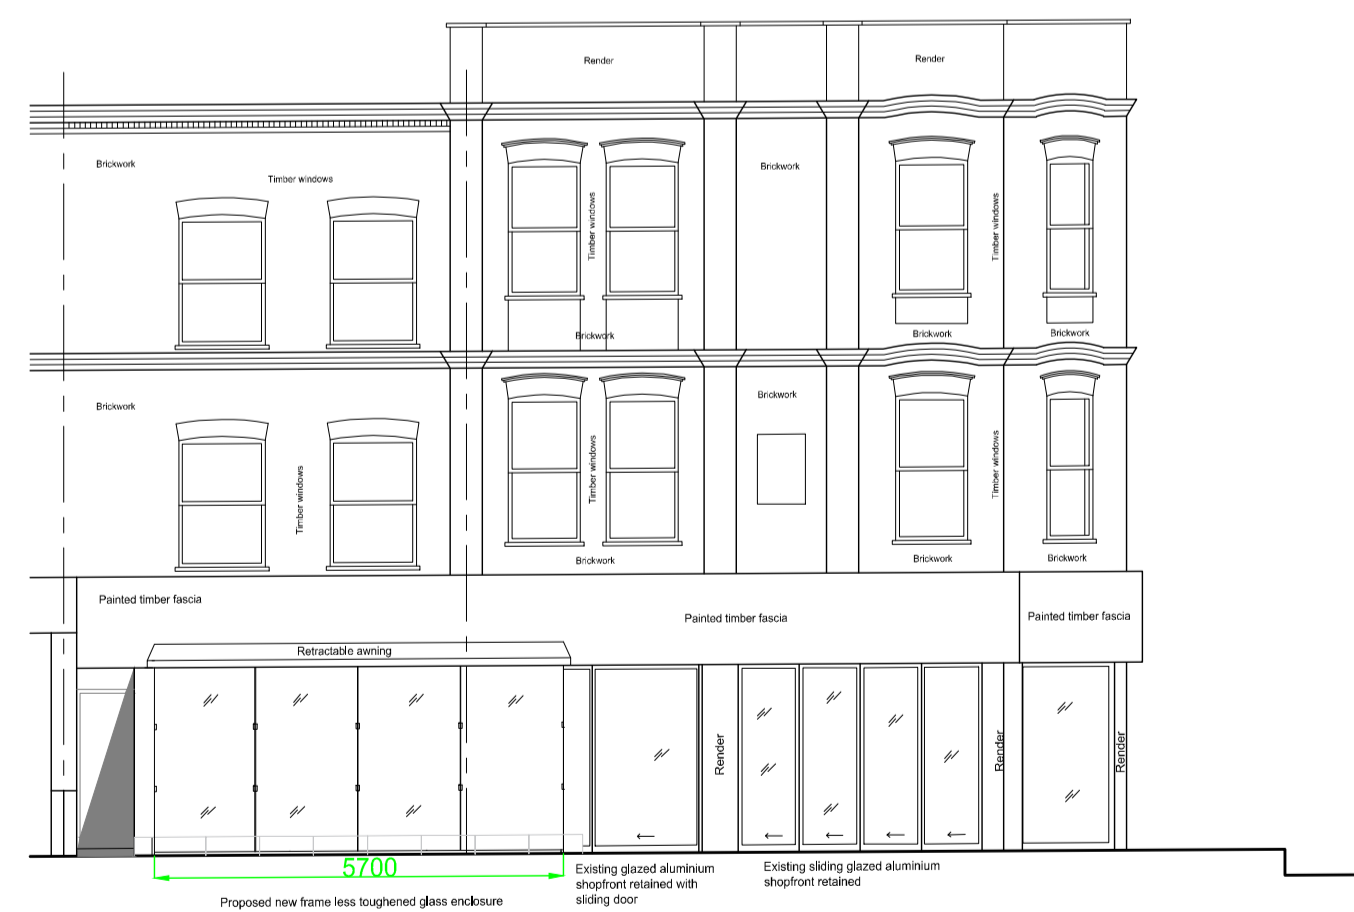 Render
Render
Brickwork
Timber windows
Timber windows
Brickwork
Timber windows
Brickwork
Brickwork
Brickwork
Brickwork
Timber windows
Timber windows
Brickwork
Timber windows
Brickwork
Brickwork
Brickwork
Painted timber fascia
Painted timber fascia
Painted timber fascia
Retractable awning
Render
Render
Render
5700
Existing glazed aluminium
shopfront retained with
sliding door
Existing sliding glazed aluminium
shopfront retained
Proposed new frame less toughened glass enclosure